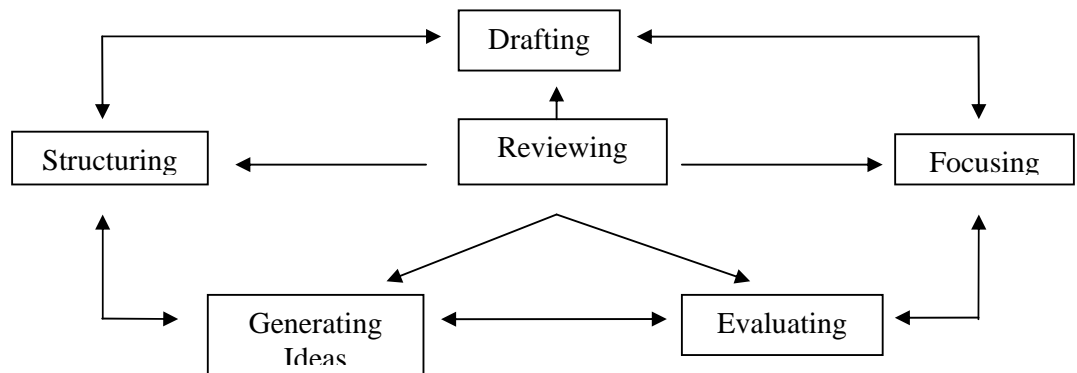 Drafting
Reviewing
Structuring
Focusing
Generating
Ideas
Evaluating